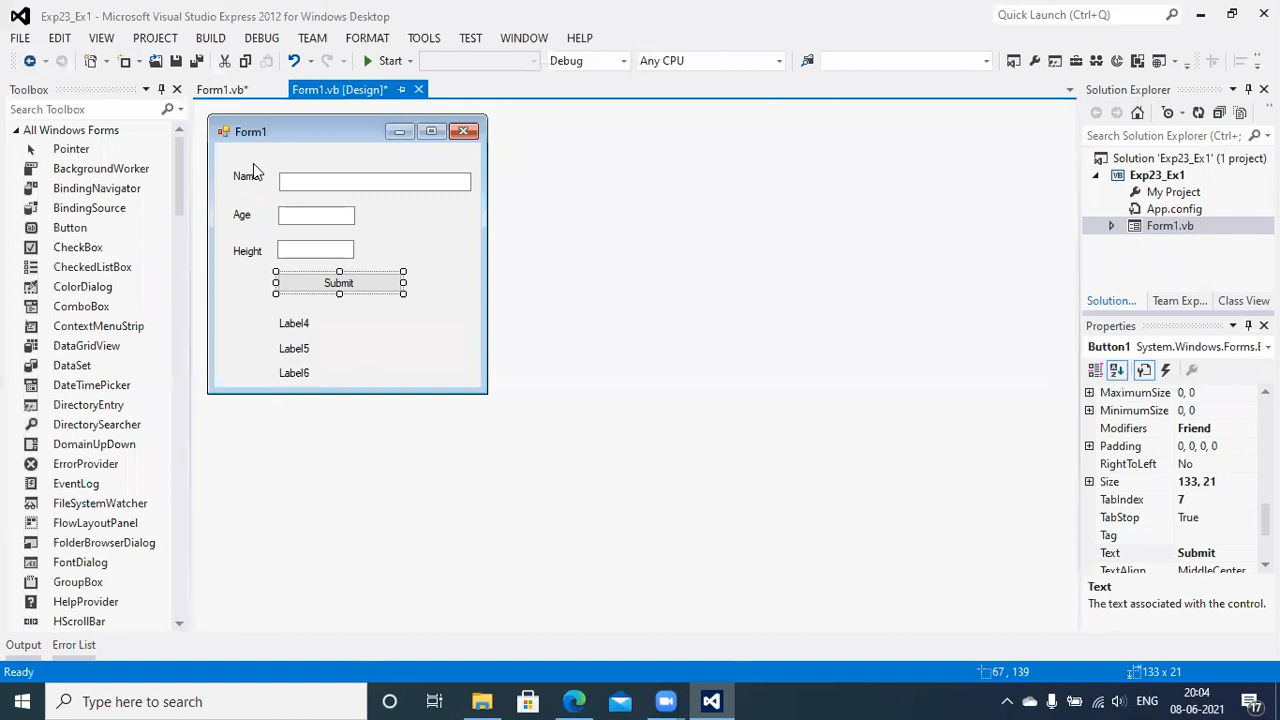 Exp23_Ex1 - Microsoft Visual Studio Express 2012 for Windows Desktop
Quick Launch (Ctrl+Q)
FILE EDIT VIEW PROJECT BUILD DEBUG TEAM FORMAT TOOLS TEST WINDOW HELP
Start Debug Any CPU
Toolbox
Form1.vb*
Form1.vb [Design]*
Solution Explorer
Search Toolbox
Search Solution Explorer (Ctrl+;)
All Windows Forms
Pointer
BackgroundWorker
BindingNavigator
BindingSource
Button
CheckBox
CheckedListBox
ColorDialog
ComboBox
ContextMenuStrip
DataGridView
DataSet
DateTimePicker
DirectoryEntry
DirectorySearcher
DomainUpDown
ErrorProvider
EventLog
FileSystemWatcher
FlowLayoutPanel
FolderBrowserDialog
FontDialog
GroupBox
HelpProvider
HScrollBar
Form1
Name
Age
Height
Submit
Label4
Label5
Label6
Solution 'Exp23_Ex1' (1 project)
Exp23_Ex1
My Project
App.config
Form1.vb
Solution... Team Exp... Class View
Properties
Button1 System.Windows.Forms.
MaximumSize 0, 0
MinimumSize 0, 0
Modifiers Friend
Padding 0, 0, 0, 0
RightToLeft No
Size 133, 21
TabIndex 7
TabStop True
Tag
Text Submit
TextAlign MiddleCenter
Text
The text associated with the control.
Output Error List
Ready
67 , 139
133 x 21
Type here to search
ENG
20:04
08-06-2021
17